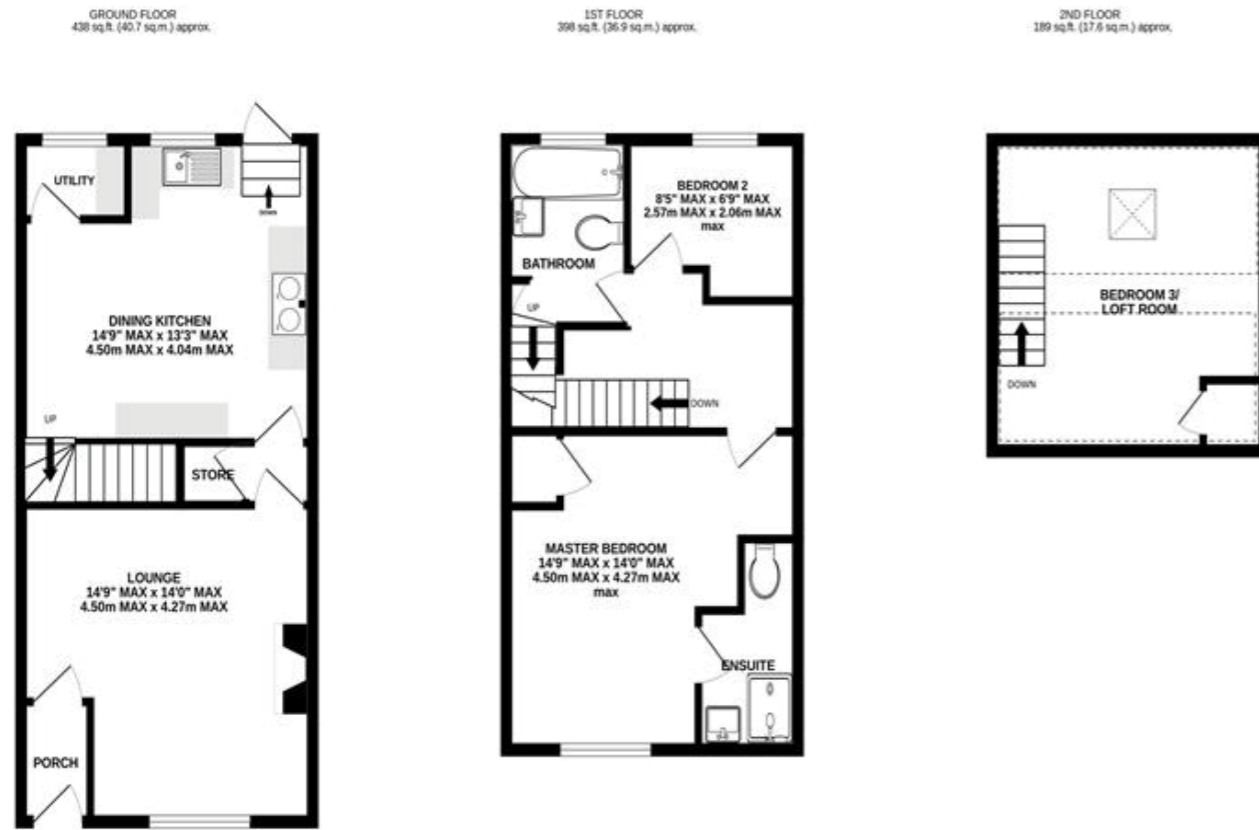 GROUND FLOOR
438 sq.ft. (40.7 sq.m.) approx.
UTILITY
DOWN
DINING KITCHEN
14'9" MAX x 13'3" MAX
4.50m MAX x 4.04m MAX
UP
STORE
LOUNGE
14'9" MAX x 14'0" MAX
4.50m MAX x 4.27m MAX
PORCH
1ST FLOOR
398 sq.ft. (36.9 sq.m.) approx.
BEDROOM 2
8'5" MAX x 6'9" MAX
2.57m MAX x 2.06m MAX
max
BATHROOM
UP
DOWN
MASTER BEDROOM
14'9" MAX x 14'0" MAX
4.50m MAX x 4.27m MAX
max
ENSUITE
2ND FLOOR
189 sq.ft. (17.6 sq.m.) approx.
BEDROOM 3/
LOFT ROOM
DOWN